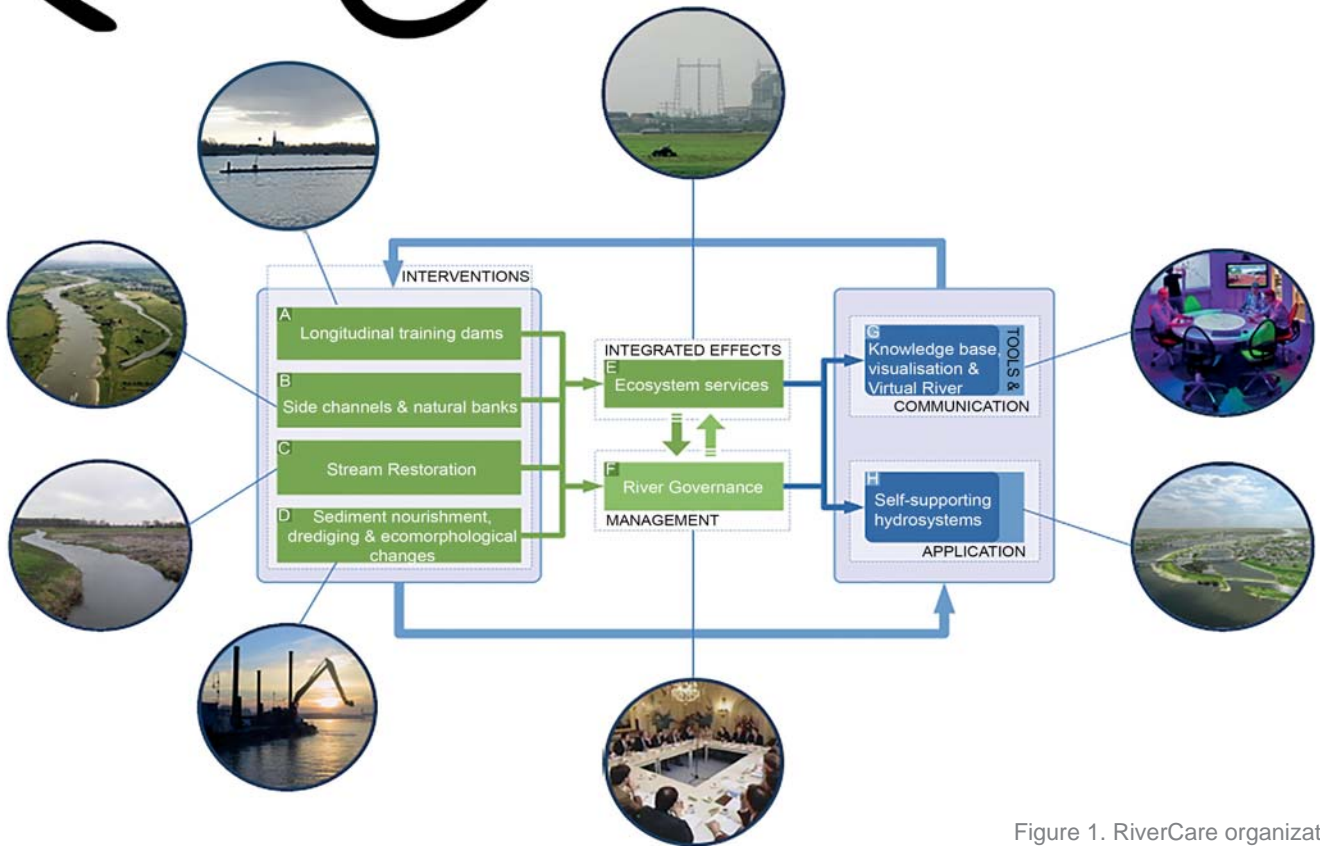 INTERVENTIONS
A
Longitudinal training dams
B
Side channels & natural banks
C
Stream Restoration
D
Sediment nourishment,
drediging & ecomorphological
changes
INTEGRATED EFFECTS
E
Ecosystem services
F
River Governance
MANAGEMENT
G
Knowledge base,
visualisation &
Virtual River
TOOLS &
COMMUNICATION
H
Self-supporting
hydrosystems
APPLICATION
Figure 1. RiverCare organizat